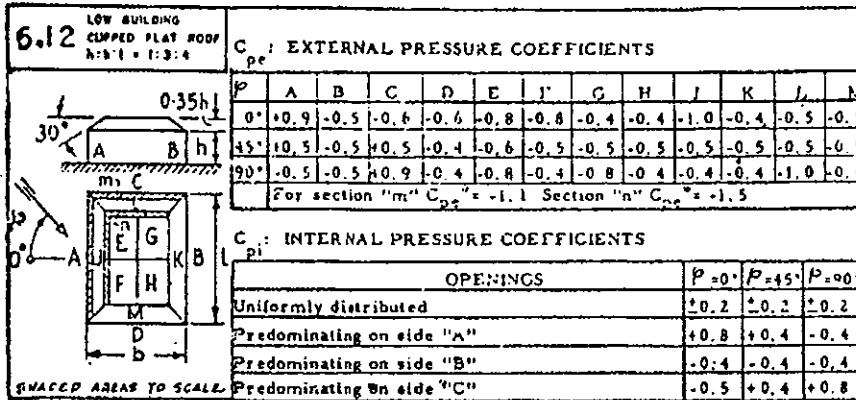 6.12 LOW BUILDING
CLIPPED FLAT ROOF
h:b:l = 1:3:4
Cpe: EXTERNAL PRESSURE COEFFICIENTS
A B C D E F G H J K L M
0° +0.9 -0.5 -0.6 -0.6 -0.8 -0.8 -0.4 -0.4 -1.0 -0.4 -0.5
45° +0.5 -0.5 +0.5 -0.4 -0.6 -0.5 -0.5 -0.5 -0.5 -0.5 -0.5
90° -0.5 -0.5 +0.9 -0.4 -0.8 -0.4 -0.8 -0.4 -0.4 -0.4 -1.0
For section "m" Cpe* = -1.1 Section "n" Cpe* = -1.5
0.35h
30°
A B h
m C
n
E G
0° A J K B l
F H
M
D
b
SHADED AREAS TO SCALE
Cpi: INTERNAL PRESSURE COEFFICIENTS
OPENINGS =0° =45° =90°
Uniformly distributed ±0.2 ±0.2 ±0.2
Predominating on side "A" +0.8 +0.4 -0.4
Predominating on side "B" -0.4 -0.4 -0.4
Predominating on side "C" -0.5 +0.4 +0.8